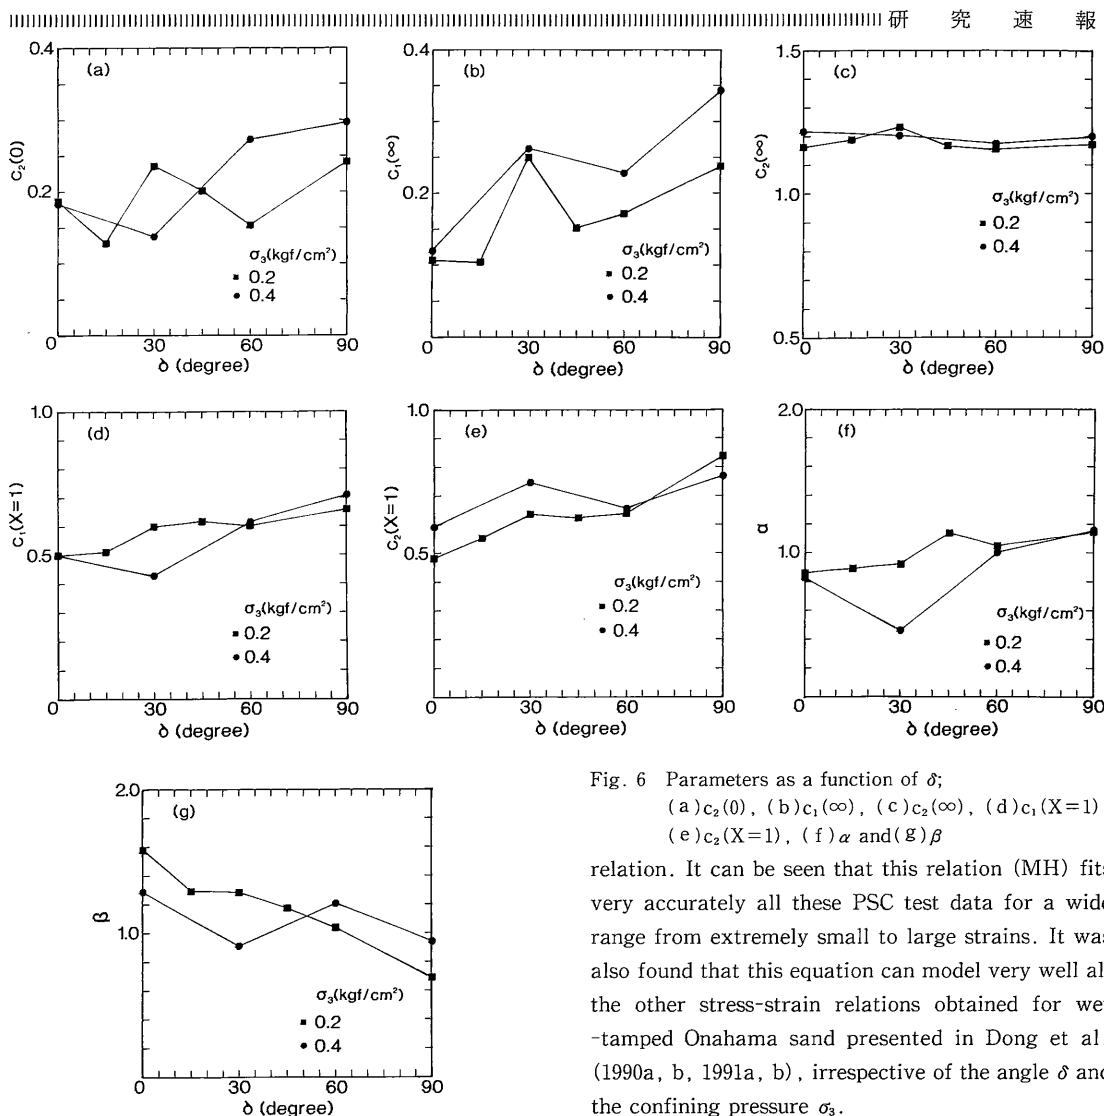 研 究 速 報
0.4
(a)
c₂(0)
0.2
σ₃(kgf/cm²)
■ 0.2
● 0.4
0
0 30 60 90
δ (degree)
0.4
(b)
c₁(∞)
0.2
σ₃(kgf/cm²)
■ 0.2
● 0.4
0 30 60 90
δ (degree)
1.5
(c)
c₂(∞)
1.0
σ₃(kgf/cm²)
■ 0.2
● 0.4
0.5
0 30 60 90
δ (degree)
1.0
(d)
c₁(X=1)
0.5
σ₃(kgf/cm²)
■ 0.2
● 0.4
0
0 30 60 90
δ (degree)
1.0
(e)
c₂(X=1)
0.5
σ₃(kgf/cm²)
■ 0.2
● 0.4
0
0 30 60 90
δ (degree)
2.0
(f)
α
1.0
σ₃(kgf/cm²)
■ 0.2
● 0.4
0
0 30 60 90
δ (degree)
2.0
(g)
β
1.0
σ₃(kgf/cm²)
■ 0.2
● 0.4
0
0 30 60 90
δ (degree)
Fig. 6 Parameters as a function of δ;
(a)c₂(0), (b)c₁(∞), (c)c₂(∞), (d)c₁(X=1)
(e)c₂(X=1), (f)α and(g)β
relation. It can be seen that this relation (MH) fits
very accurately all these PSC test data for a wide
range from extremely small to large strains. It was
also found that this equation can model very well al
the other stress-strain relations obtained for we
-tamped Onahama sand presented in Dong et al.
(1990a, b, 1991a, b), irrespective of the angle δ and
the confining pressure σ₃.